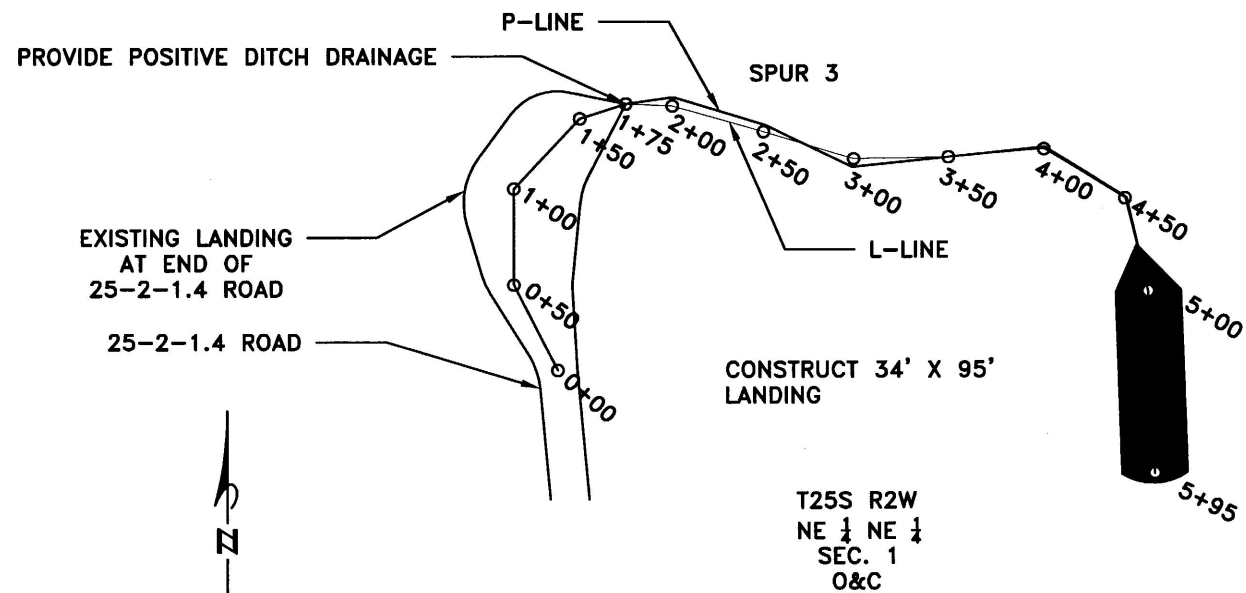 P-LINE
PROVIDE POSITIVE DITCH DRAINAGE
SPUR 3
1+50
1+75
2+00
2+50
3+00
3+50
4+00
4+50
1+00
EXISTING LANDING
AT END OF
25-2-1.4 ROAD
L-LINE
0+50
5+00
25-2-1.4 ROAD
0+00
CONSTRUCT 34' X 95'
LANDING
5+95
N
T25S R2W
NE 1/4 NE 1/4
SEC. 1
O&C